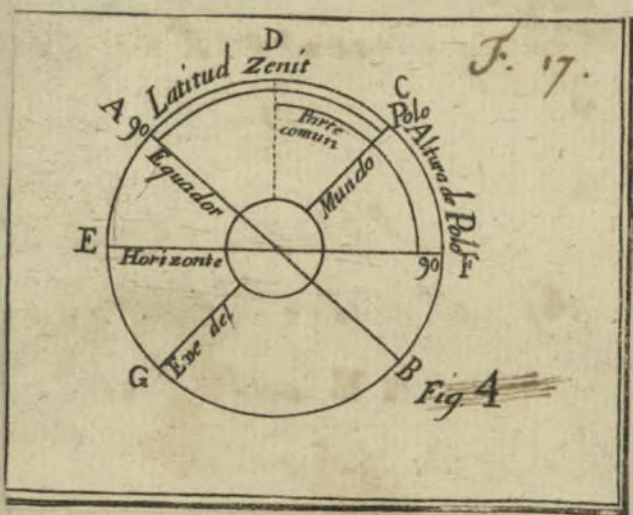 F. 17.
D
Zenit
Latitud
A
90
C
Polo
Altura de Polo
Parte
comun
Equador
Mundo
E
Horizonte
90
F
Exe del
G
B
Fig. 4